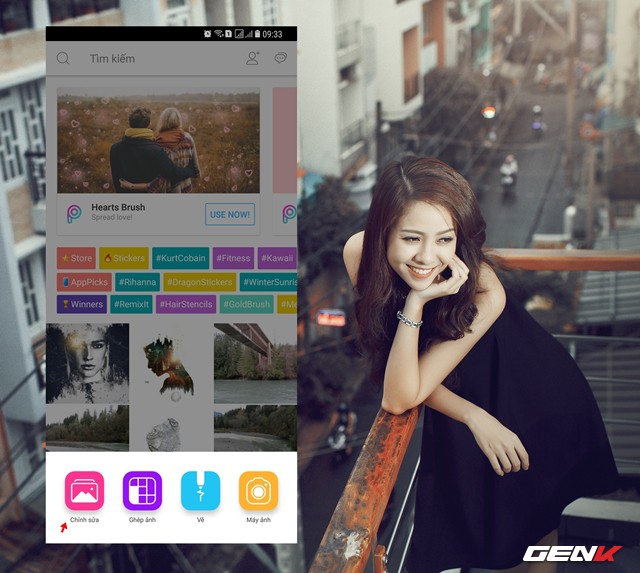 09:33
Tìm kiếm
Hearts Brush
Spread love!
USE NOW!
Store
Stickers
#KurtCobain
#Fitness
#Kawaii
AppPicks
#Rihanna
#DragonStickers
#WinterSunris
Winners
#RemixIt
#HairStencils
#GoldBrush
Chỉnh sửa
Ghép ảnh
Vẽ
Máy ảnh
GENK